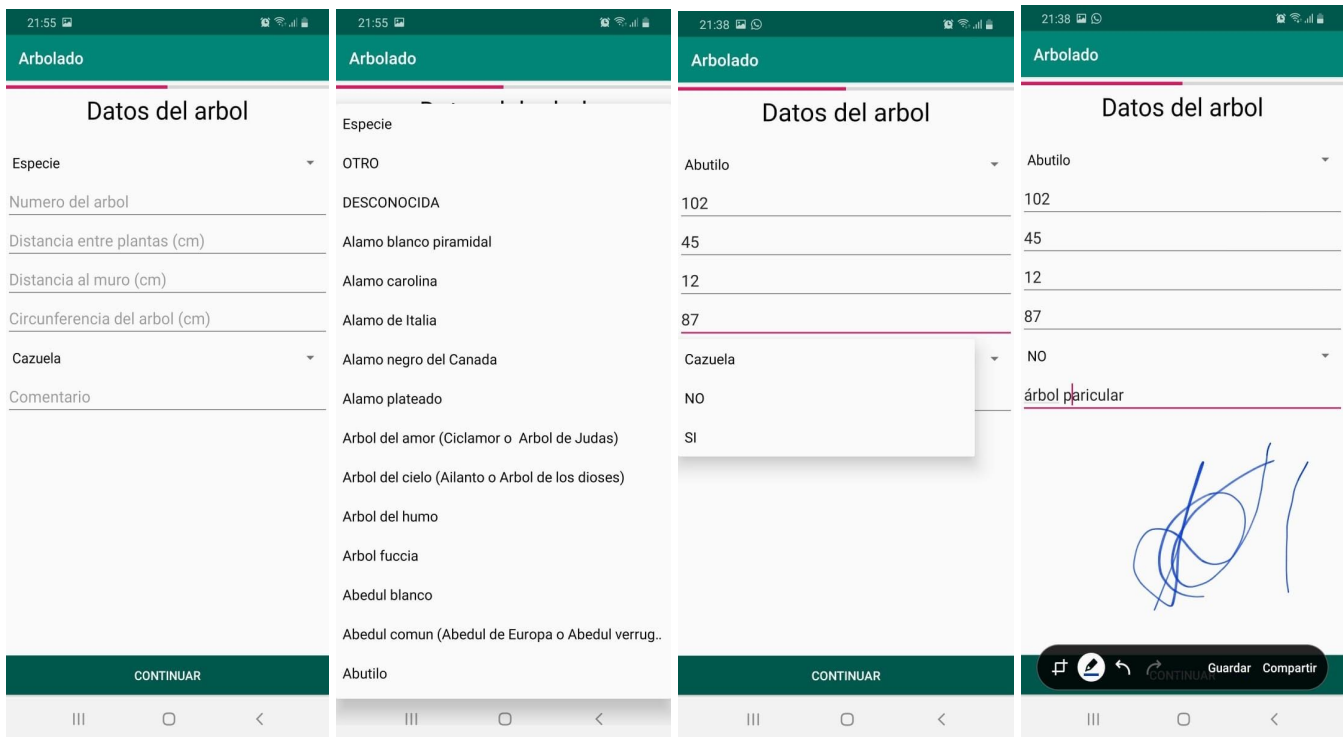 21:55
Arbolado
Datos del arbol
Especie
Numero del arbol
Distancia entre plantas (cm)
Distancia al muro (cm)
Circunferencia del arbol (cm)
Cazuela
Comentario
CONTINUAR
21:55
Arbolado
Especie
OTRO
DESCONOCIDA
Alamo blanco piramidal
Alamo carolina
Alamo de Italia
Alamo negro del Canada
Alamo plateado
Arbol del amor (Ciclamor o Arbol de Judas)
Arbol del cielo (Ailanto o Arbol de los dioses)
Arbol del humo
Arbol fuccia
Abedul blanco
Abedul comun (Abedul de Europa o Abedul verrug..
Abutilo
21:38
Arbolado
Datos del arbol
Abutilo
102
45
12
87
Cazuela
NO
SI
CONTINUAR
21:38
Arbolado
Datos del arbol
Abutilo
102
45
12
87
NO
árbol paricular
CONTINUAR
Guardar Compartir